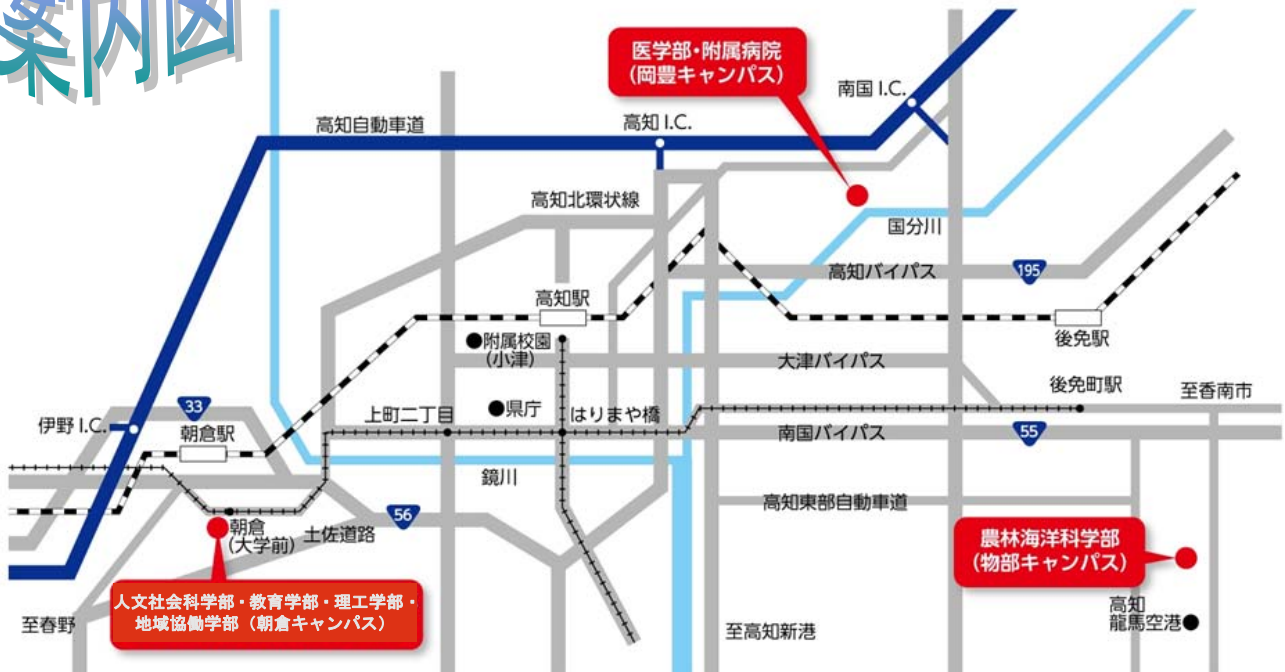 案内図
医学部・附属病院
(岡豊キャンパス)
南国 I.C.
高知自動車道
高知 I.C.
高知北環状線
国分川
高知バイパス
195
高知駅
後免駅
附属校園
(小津)
大津バイパス
後免町駅
至香南市
33
上町二丁目
県庁
はりまや橋
伊野 I.C.
朝倉駅
南国バイパス
55
鏡川
高知東部自動車道
56
朝倉
(大学前)
土佐道路
農林海洋科学部
(物部キャンパス)
人文社会科学部・教育学部・理工学部・
地域協働学部(朝倉キャンパス)
高知
龍馬空港
至春野
至高知新港